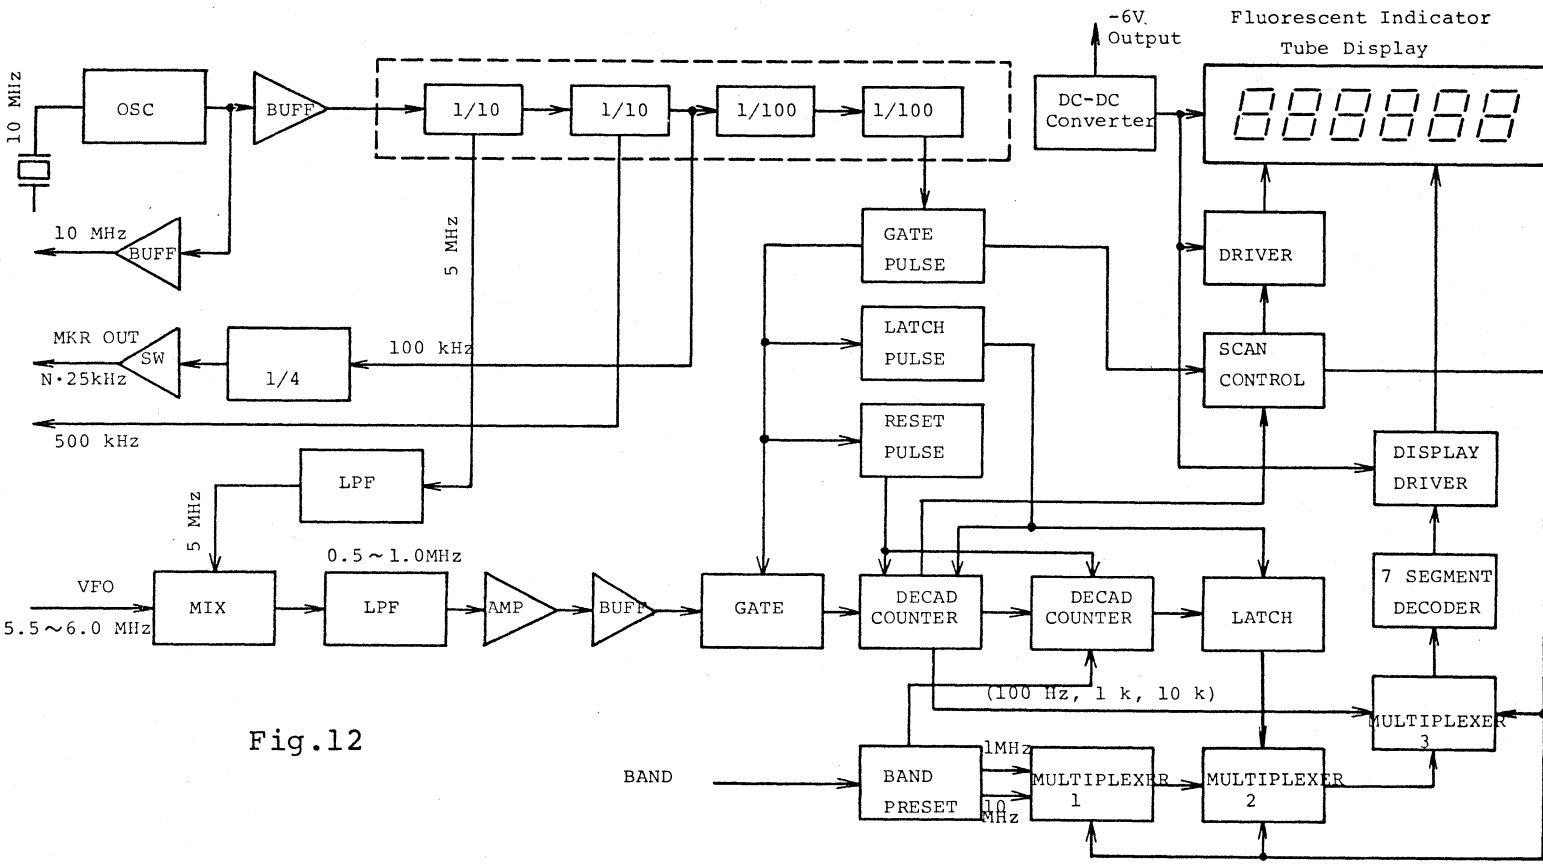 -6V
Output
Fluorescent Indicator
Tube Display
10 MHz
OSC
BUFF
1/10
1/10
1/100
1/100
DC-DC
Converter
888888
10 MHz
BUFF
5 MHz
GATE
PULSE
DRIVER
MKR OUT
SW
N·25kHz
1/4
100 kHz
LATCH
PULSE
SCAN
CONTROL
500 kHz
RESET
PULSE
DISPLAY
DRIVER
LPF
5 MHz
0.5~1.0MHz
VFO
5.5~6.0 MHz
MIX
LPF
AMP
BUFF
GATE
DECAD
COUNTER
DECAD
COUNTER
LATCH
7 SEGMENT
DECODER
(100 Hz, 1 k, 10 k)
MULTIPLEXER
3
Fig.12
BAND
BAND
PRESET
1MHz
10
MHz
MULTIPLEXER
1
MULTIPLEXER
2